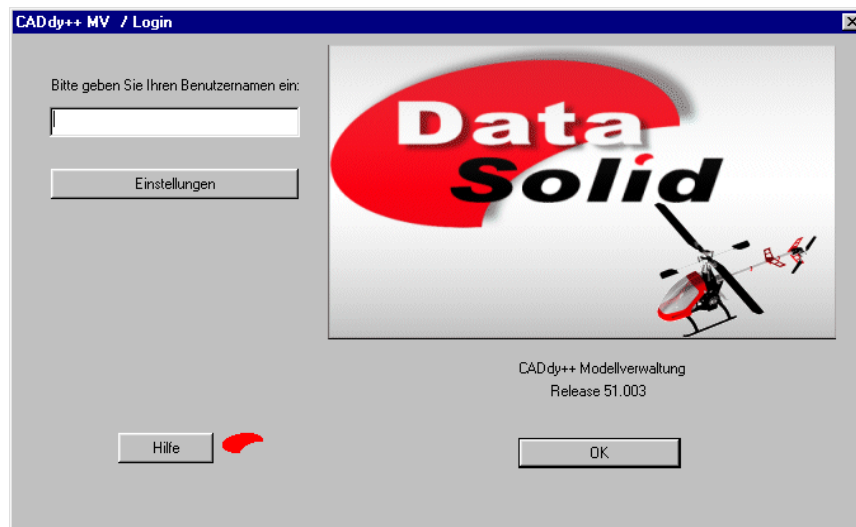 CADdy++ MV / Login
Bitte geben Sie Ihren Benutzernamen ein:
Einstellungen
Data
Solid
CADdy++ Modellverwaltung
Release 51.003
Hilfe
OK